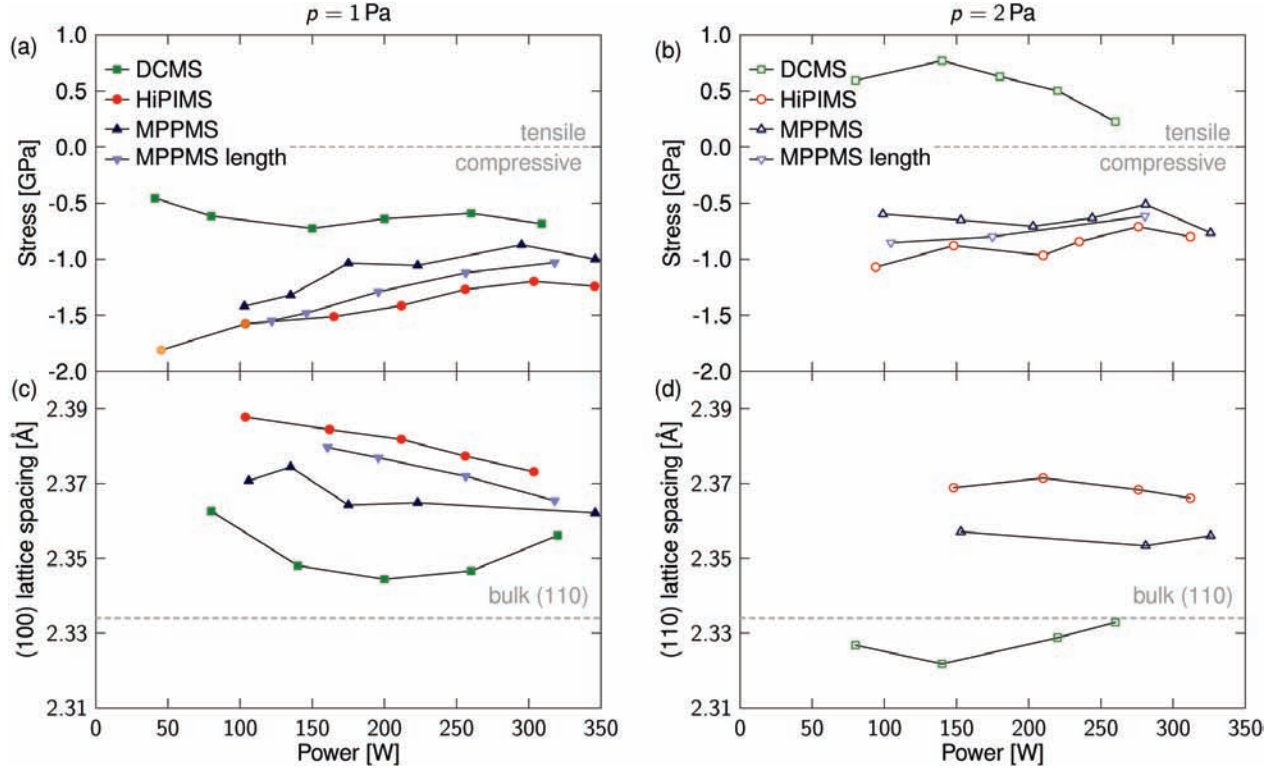 p = 1 Pa
p = 2 Pa
(a)
1.0
0.5
0.0
-0.5
-1.0
-1.5
-2.0
Stress [GPa]
DCMS
HiPIMS
MPPMS
MPPMS length
tensile
compressive
(b)
1.0
0.5
0.0
-0.5
-1.0
-1.5
-2.0
Stress [GPa]
DCMS
HiPIMS
MPPMS
MPPMS length
tensile
compressive
(c)
2.39
2.37
2.35
2.33
2.31
(100) lattice spacing [Å]
bulk (110)
0 50 100 150 200 250 300 350
Power [W]
(d)
2.39
2.37
2.35
2.33
2.31
(110) lattice spacing [Å]
bulk (110)
0 50 100 150 200 250 300 350
Power [W]